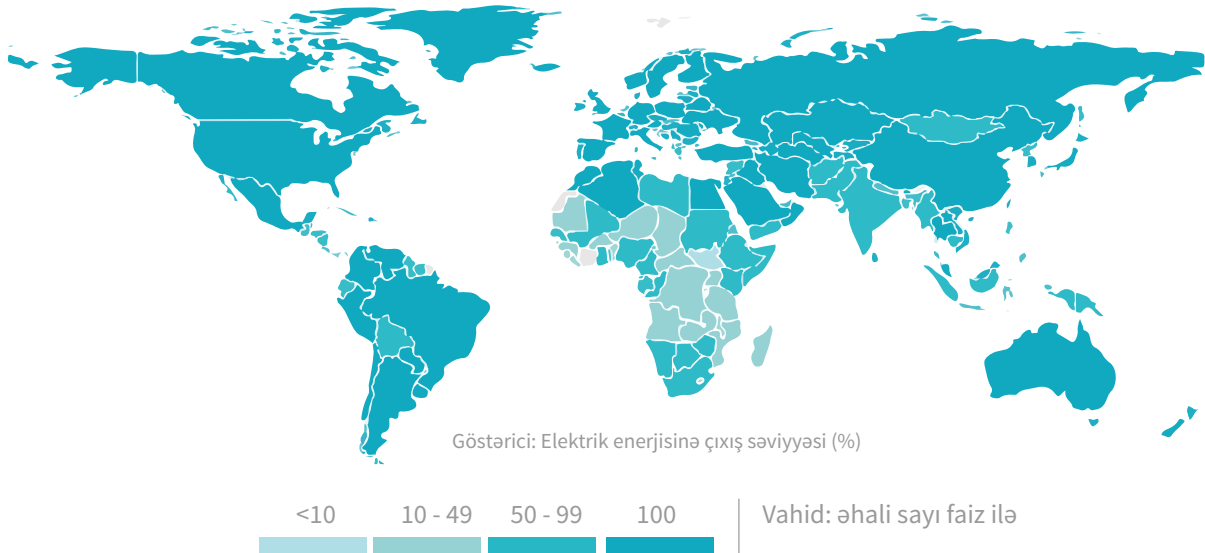 Göstərici: Elektrik enerjisinə çıxış səviyyəsi (%)
<10 10 - 49 50 - 99 100 Vahid: əhali sayı faiz ilə